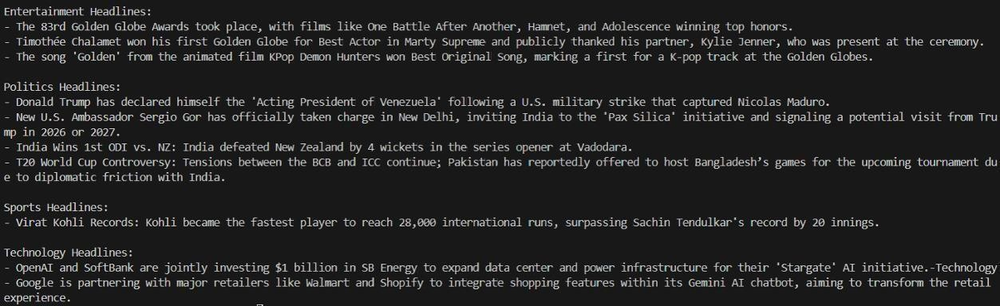 Entertainment Headlines:
- The 83rd Golden Globe Awards took place, with films like One Battle After Another, Hamnet, and Adolescence winning top honors.
- Timothée Chalamet won his first Golden Globe for Best Actor in Marty Supreme and publicly thanked his partner, Kylie Jenner, who was present at the ceremony.
- The song 'Golden' from the animated film KPop Demon Hunters won Best Original Song, marking a first for a K-pop track at the Golden Globes.

Politics Headlines:
- Donald Trump has declared himself the 'Acting President of Venezuela' following a U.S. military strike that captured Nicolas Maduro.
- New U.S. Ambassador Sergio Gor has officially taken charge in New Delhi, inviting India to the 'Pax Silica' initiative and signaling a potential visit from Tru
mp in 2026 or 2027.
- India Wins 1st ODI vs. NZ: India defeated New Zealand by 4 wickets in the series opener at Vadodara.
- T20 World Cup Controversy: Tensions between the BCB and ICC continue; Pakistan has reportedly offered to host Bangladesh’s games for the upcoming tournament du
e to diplomatic friction with India.

Sports Headlines:
- Virat Kohli Records: Kohli became the fastest player to reach 28,000 international runs, surpassing Sachin Tendulkar's record by 20 innings.

Technology Headlines:
- OpenAI and SoftBank are jointly investing $1 billion in SB Energy to expand data center and power infrastructure for their 'Stargate' AI initiative.-Technology
- Google is partnering with major retailers like Walmart and Shopify to integrate shopping features within its Gemini AI chatbot, aiming to transform the retail
experience.